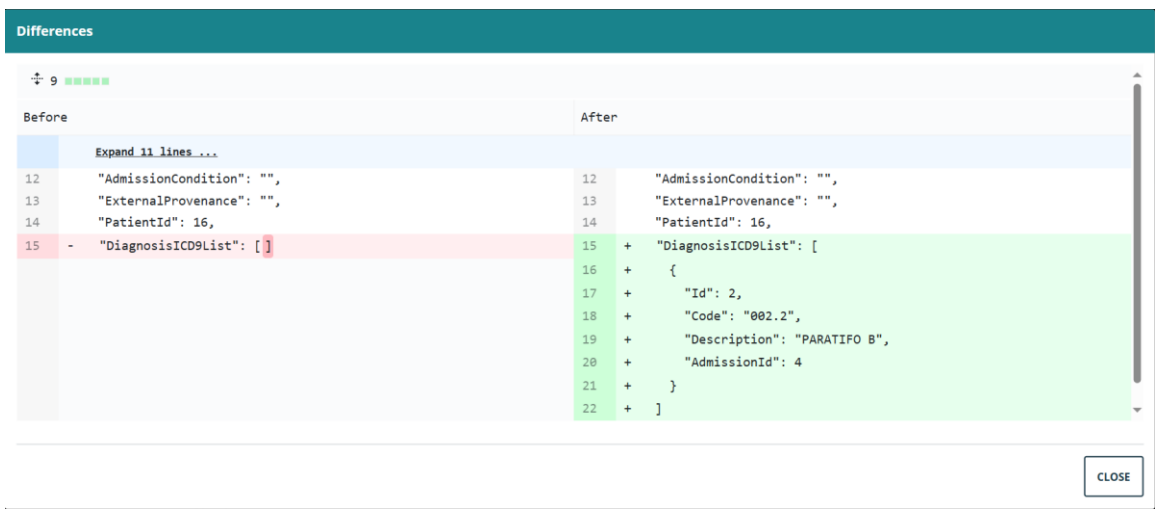 Differences
9
Before After
Expand 11 lines ...
12 "AdmissionCondition": "", 12 "AdmissionCondition": "",
13 "ExternalProvenance": "", 13 "ExternalProvenance": "",
14 "PatientId": 16, 14 "PatientId": 16,
15 - "DiagnosisICD9List": [] 15 + "DiagnosisICD9List": [
16 + {
17 + "Id": 2,
18 + "Code": "002.2",
19 + "Description": "PARATIFO B",
20 + "AdmissionId": 4
21 + }
22 + ]
CLOSE